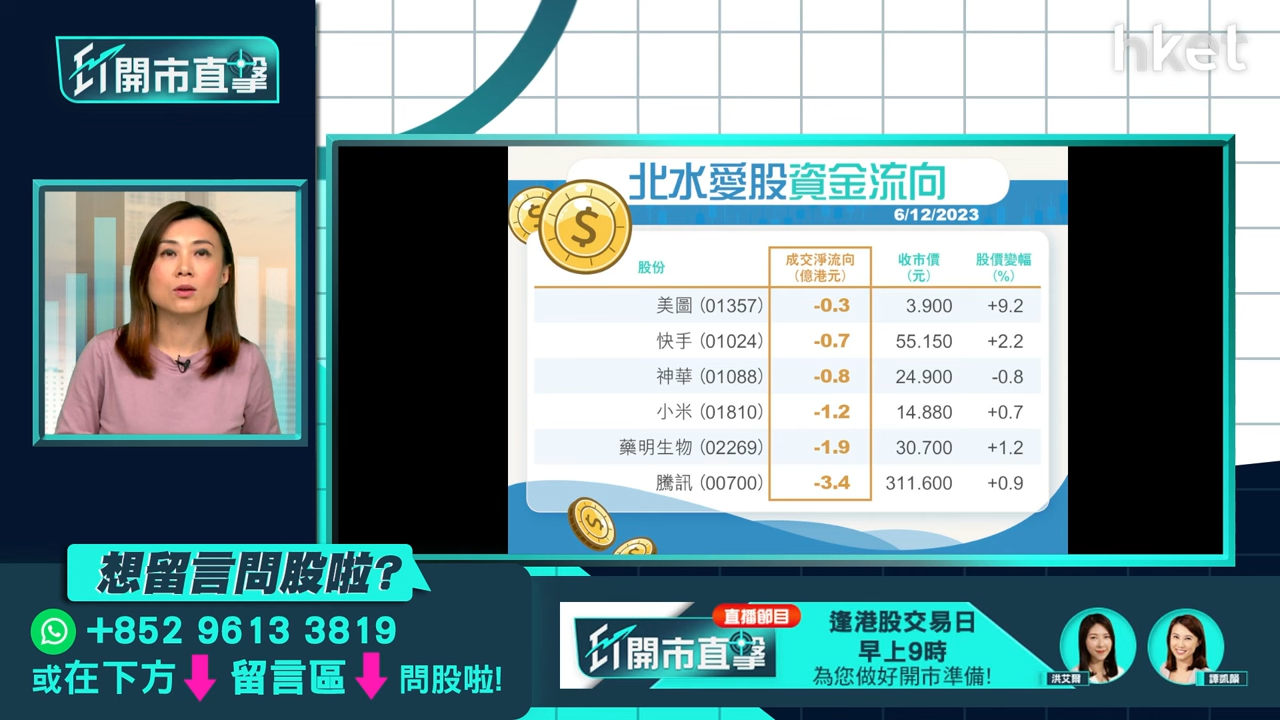 EJ開市直擊
hket
北水愛股資金流向
6/12/2023
股份 成交淨流向(億港元) 收市價(元) 股價變幅(%)
美圖 (01357) -0.3 3.900 +9.2
快手 (01024) -0.7 55.150 +2.2
神華 (01088) -0.8 24.900 -0.8
小米 (01810) -1.2 14.880 +0.7
藥明生物 (02269) -1.9 30.700 +1.2
騰訊 (00700) -3.4 311.600 +0.9
想留言問股啦?
+852 9613 3819
或在下方 留言區 問股啦!
直播節目
開市直擊
逢港股交易日
早上9時
為您做好開市準備!
洪艾爾
譚凱韻